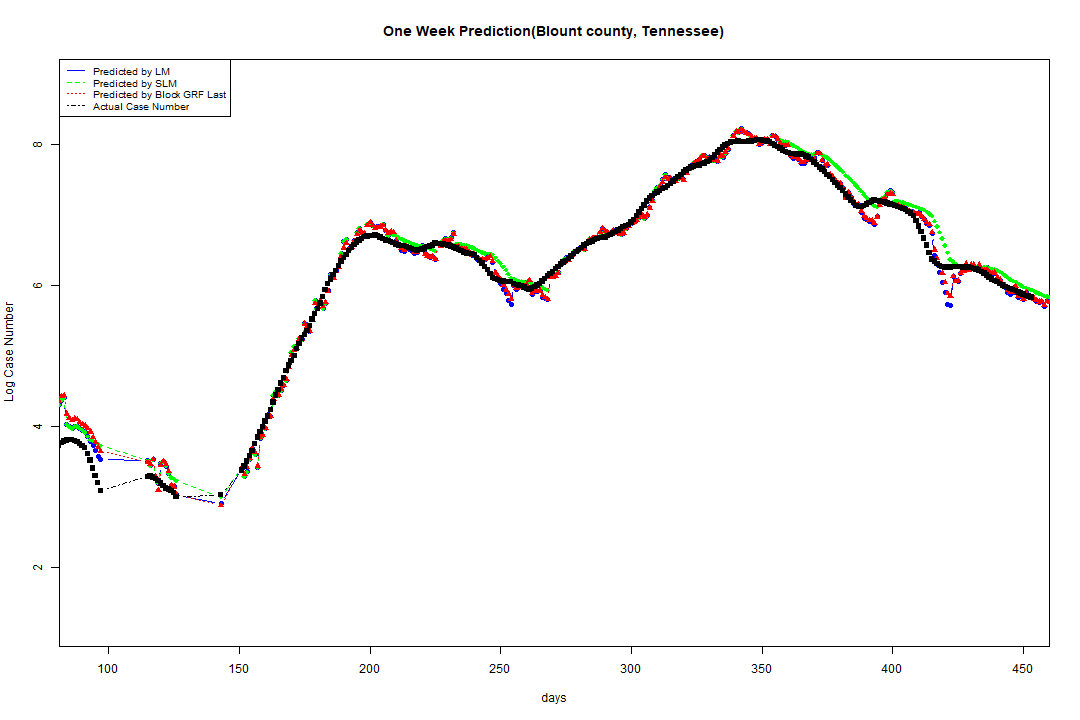 One Week Prediction(Blount county, Tennessee)
Predicted by LM
Predicted by SLM
Predicted by Block GRF Last
Actual Case Number
8
6
4
2
Log Case Number
100 150 200 250 300 350 400 450
days